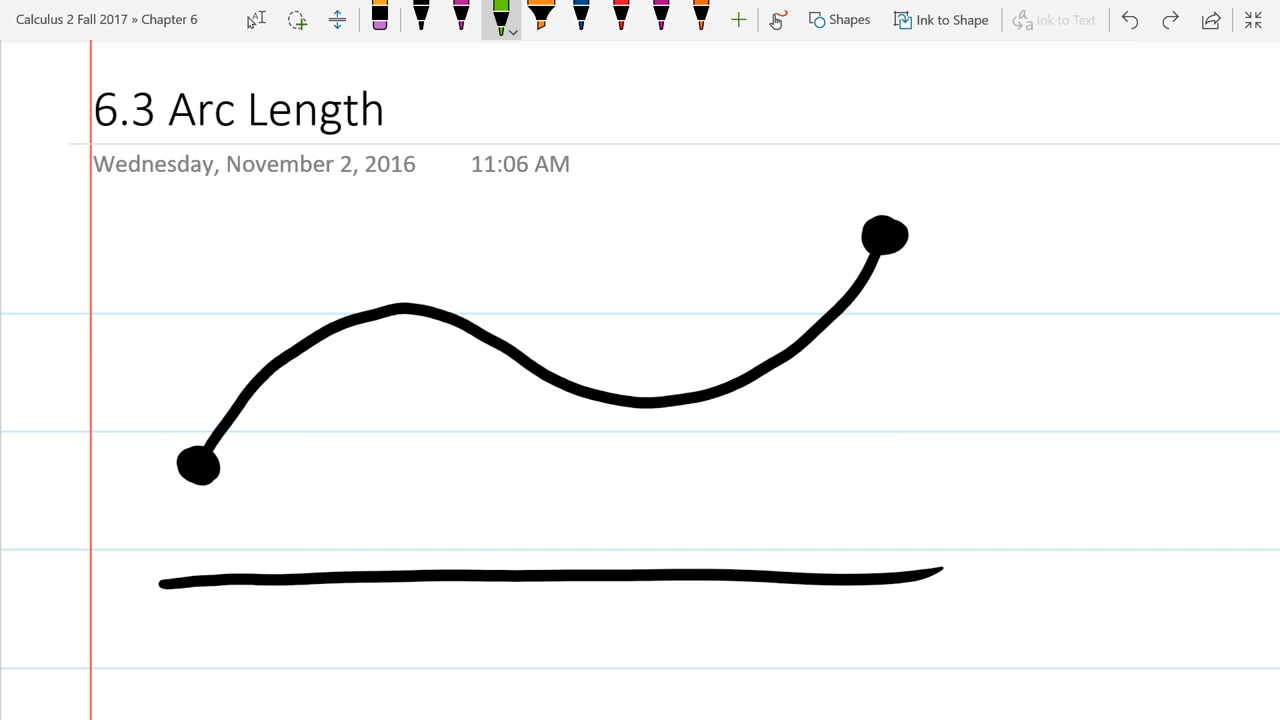 Calculus 2 Fall 2017 » Chapter 6 Shapes Ink to Shape Ink to Text
6.3 Arc Length
Wednesday, November 2, 2016 11:06 AM